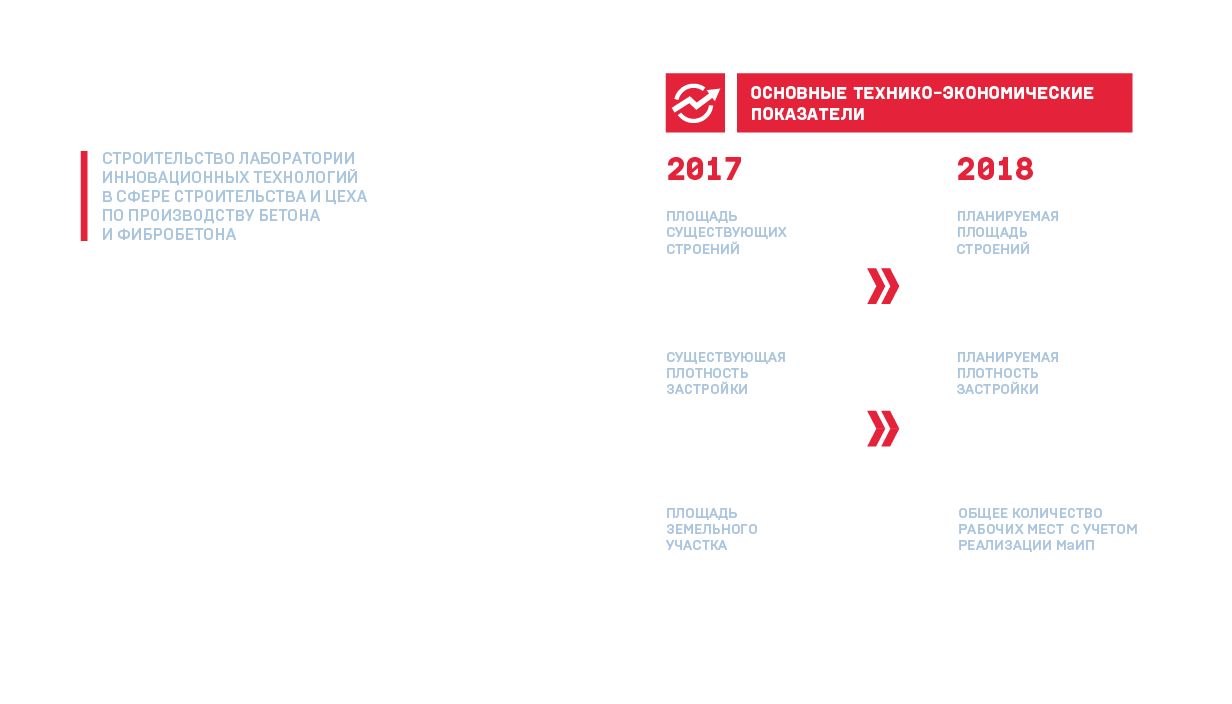 СТРОИТЕЛЬСТВО ЛАБОРАТОРИИ
ИННОВАЦИОННЫХ ТЕХНОЛОГИЙ
В СФЕРЕ СТРОИТЕЛЬСТВА И ЦЕХА
ПО ПРОИЗВОДСТВУ БЕТОНА
И ФИБРОБЕТОНА
ОСНОВНЫЕ ТЕХНИКО-ЭКОНОМИЧЕСКИЕ
ПОКАЗАТЕЛИ
2017
2018
ПЛОЩАДЬ
СУЩЕСТВУЮЩИХ
СТРОЕНИЙ
ПЛАНИРУЕМАЯ
ПЛОЩАДЬ
СТРОЕНИЙ
СУЩЕСТВУЮЩАЯ
ПЛОТНОСТЬ
ЗАСТРОЙКИ
ПЛАНИРУЕМАЯ
ПЛОТНОСТЬ
ЗАСТРОЙКИ
ПЛОЩАДЬ
ЗЕМЕЛЬНОГО
УЧАСТКА
ОБЩЕЕ КОЛИЧЕСТВО
РАБОЧИХ МЕСТ С УЧЕТОМ
РЕАЛИЗАЦИИ МаИП